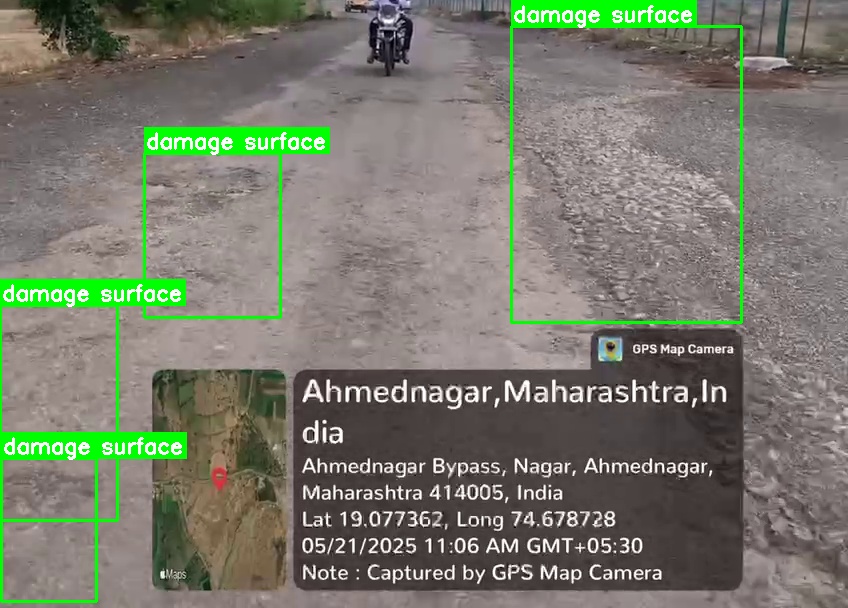 damage surface
damage surface
damage surface
damage surface
GPS Map Camera
Ahmednagar,Maharashtra,In
dia
Ahmednagar Bypass, Nagar, Ahmednagar,
Maharashtra 414005, India
Lat 19.077362, Long 74.678728
05/21/2025 11:06 AM GMT+05:30
Note : Captured by GPS Map Camera
Maps